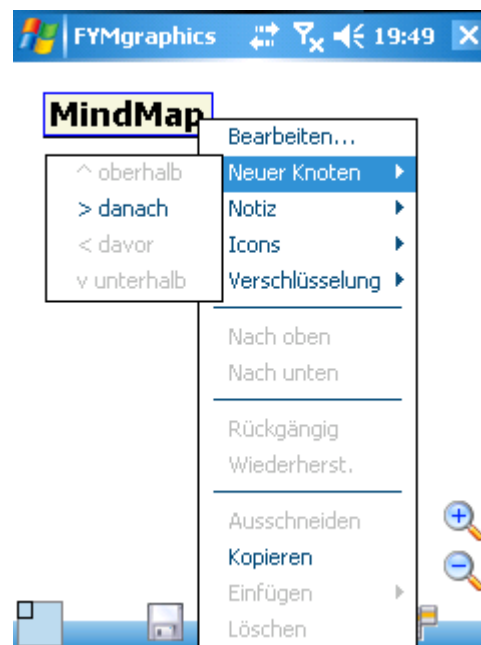 FYMgraphics 19:49
MindMap
Bearbeiten...
Neuer Knoten
Notiz
Icons
Verschlüsselung
^ oberhalb
> danach
< davor
v unterhalb
Nach oben
Nach unten
Rückgängig
Wiederherst.
Ausschneiden
Kopieren
Einfügen
Löschen